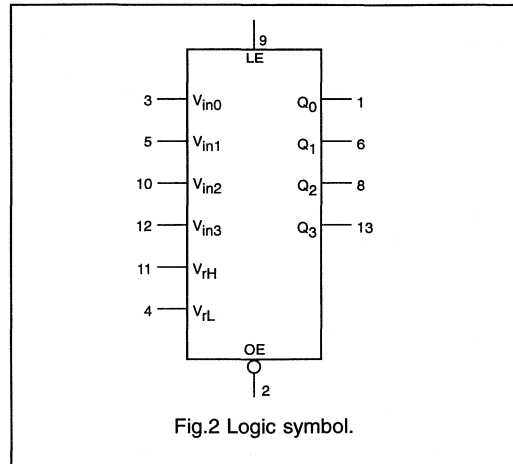 9
LE
3 Vin0 Q0 1
5 Vin1 Q1 6
10 Vin2 Q2 8
12 Vin3 Q3 13
11 VrH
4 VrL
OE
2
Fig.2 Logic symbol.